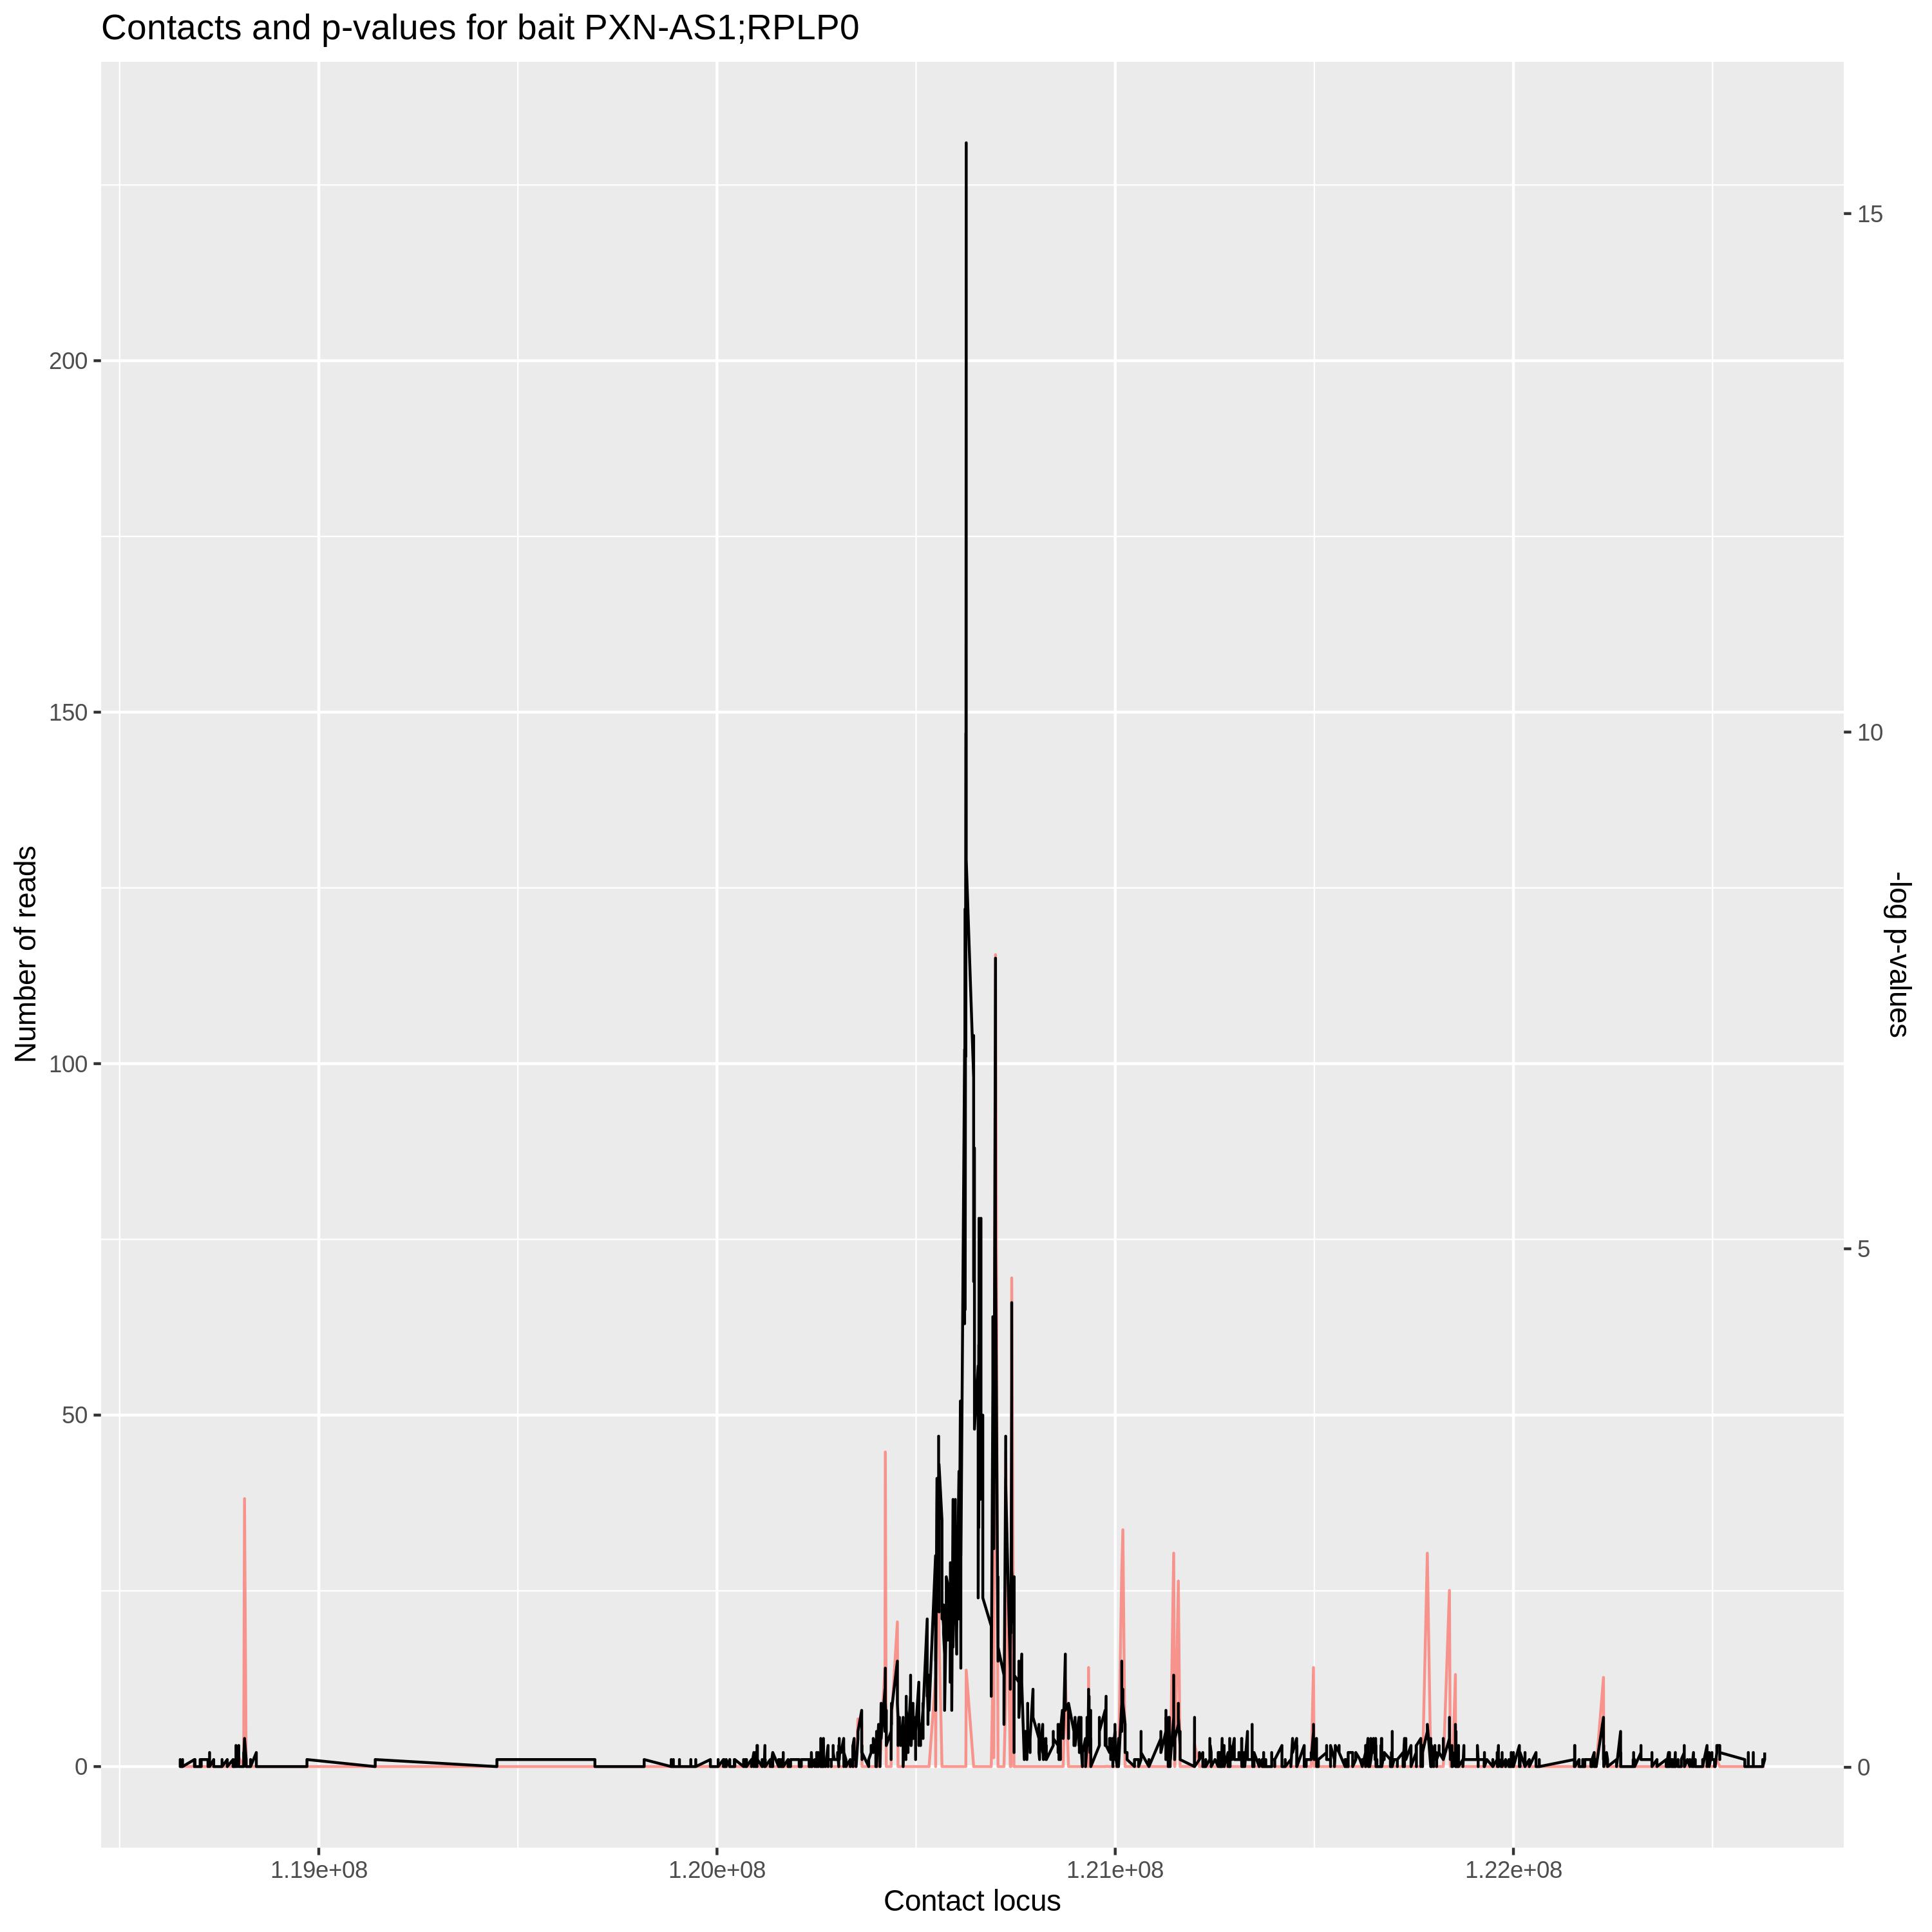 Contacts and p-values for bait PXN-AS1;RPLP0
Number of reads
200
150
100
50
0
15
10
5
0
-log p-values
1.19e+08
1.20e+08
1.21e+08
1.22e+08
Contact locus